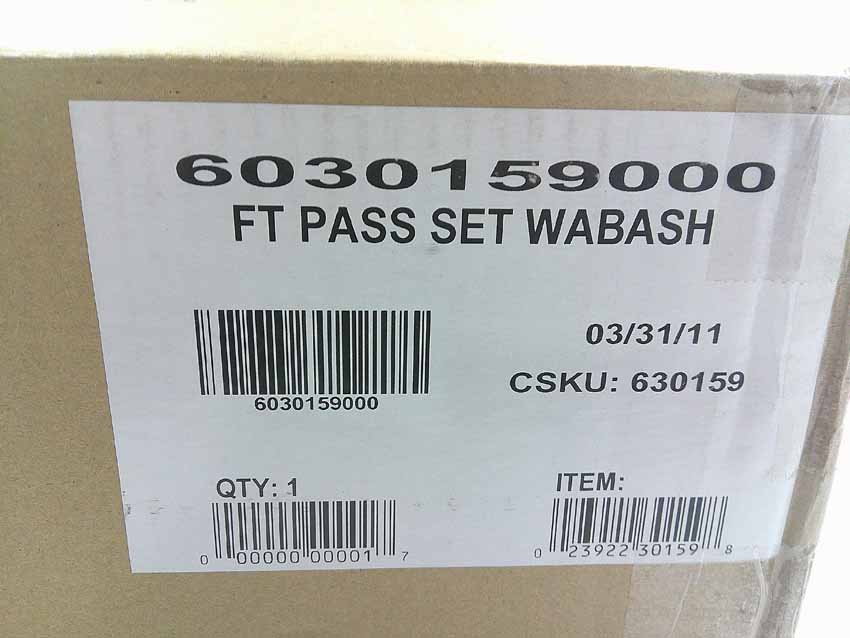 6030159000
FT PASS SET WABASH
03/31/11
CSKU: 630159
6030159000
QTY: 1
0 00000 00001 7
ITEM:
0 23922 30159 8